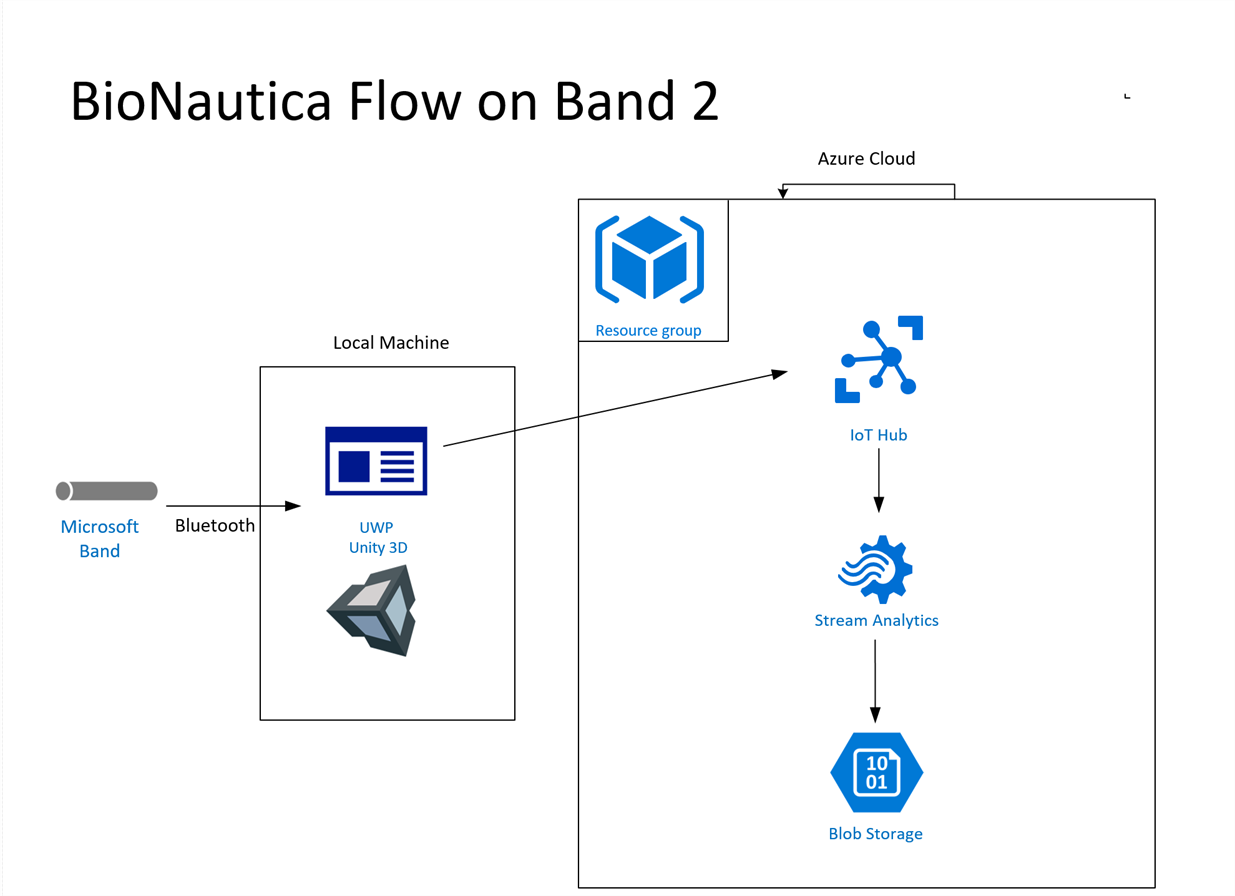 BioNautica Flow on Band 2
Azure Cloud
Resource group
Local Machine
IoT Hub
Microsoft
Band
Bluetooth
UWP
Unity 3D
Stream Analytics
10
01
Blob Storage